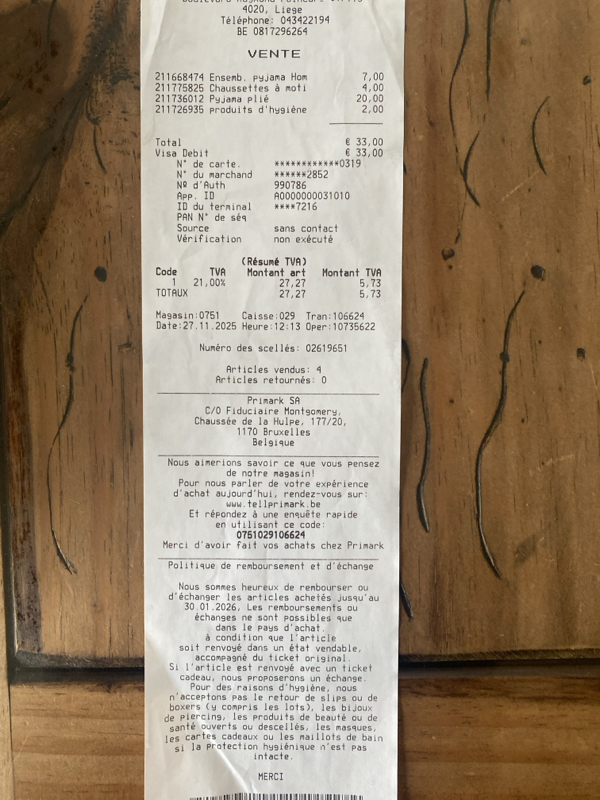 4020, Liege
Téléphone: 043422194
BE 0817296264
VENTE
211668474 Ensemb. pyjama Hom 7,00
211775825 Chaussettes à moti 4,00
211736012 Pyjama plié 20,00
211726935 produits d'hygiène 2,00
Total € 33,00
Visa Debit € 33,00
N° de carte. ************0319
N° du marchand ******2852
Nº d'Auth 990786
App. ID A0000000031010
ID du terminal ****7216
PAN N° de séq
Source sans contact
Vérification non exécuté
(Résumé TVA)
Code TVA Montant art Montant TVA
1 21,00% 27,27 5,73
TOTAUX 27,27 5,73
Magasin:0751 Caisse:029 Tran:106624
Date:27.11.2025 Heure:12:13 Oper:10735622
Numéro des scellés: 02619651
Articles vendus: 4
Articles retournés: 0
Primark SA
C/O Fiduciaire Montgomery,
Chaussée de la Hulpe, 177/20,
1170 Bruxelles
Belgique
Nous aimerions savoir ce que vous pensez
de notre magasin!
Pour nous parler de votre expérience
d'achat aujourd'hui, rendez-vous sur:
www.tellprimark.be
Et répondez à une enquête rapide
en utilisant ce code:
0751029106624
Merci d'avoir fait vos achats chez Primark
Politique de remboursement et d'échange
Nous sommes heureux de rembourser ou
d'échanger les articles achetés jusqu'au
30.01.2026, Les remboursements ou
échanges ne sont possibles que
dans le pays d'achat.
à condition que l'article
soit renvoyé dans un état vendable,
accompagné du ticket original.
Si l'article est renvoyé avec un ticket
cadeau, nous proposerons un échange.
Pour des raisons d'hygiène, nous
n'acceptons pas le retour de slips ou de
boxers (y compris les lots), les bijoux
de piercing, les produits de beauté ou de
santé ouverts ou descellés, les masques,
les cartes cadeaux ou les maillots de bain
si la protection hygiénique n'est pas
intacte.
MERCI